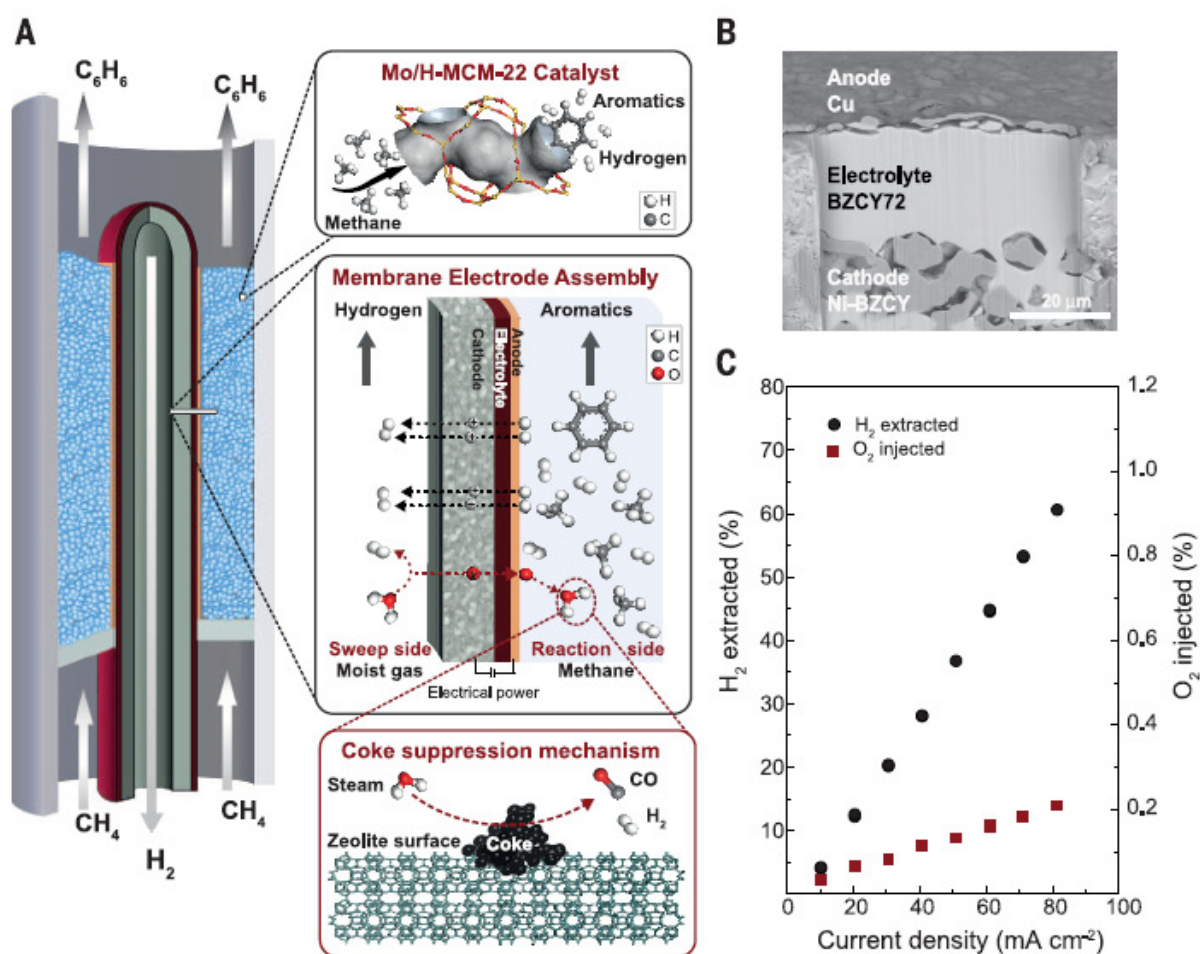 A
C₆H₆
C₆H₆
CH₄
CH₄
H₂
Mo/H-MCM-22 Catalyst
Aromatics
Hydrogen
Methane
H
C
Membrane Electrode Assembly
Hydrogen
Aromatics
Cathode
Electrolyte
Anode
H
C
O
+
+
Sweep side
Moist gas
Reaction side
Methane
Electrical power
Coke suppression mechanism
Steam
CO
H₂
Zeolite surface
Coke
B
Anode
Cu
Electrolyte
BZCY72
Cathode
Ni–BZCY
20 μm
C
H₂ extracted
O₂ injected
H₂ extracted (%)
80
70
60
50
40
30
20
10
O₂ injected (%)
1.2
1.0
0.8
0.6
0.4
0.2
0 20 40 60 80 100
Current density (mA cm⁻²)